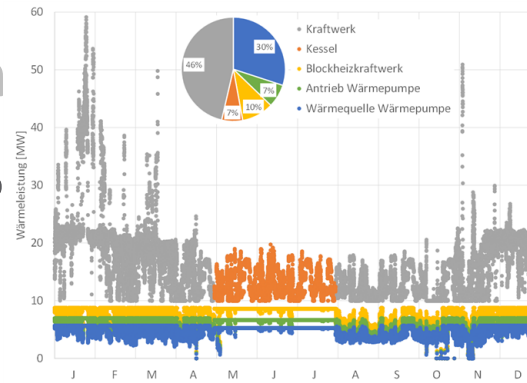 60
50
40
30
20
10
0
Wärmeleistung [MW]
46%
30%
7%
10%
7%
Kraftwerk
Kessel
Blockheizkraftwerk
Antrieb Wärmepumpe
Wärmequelle Wärmepumpe
J F M A M J J A S O N D